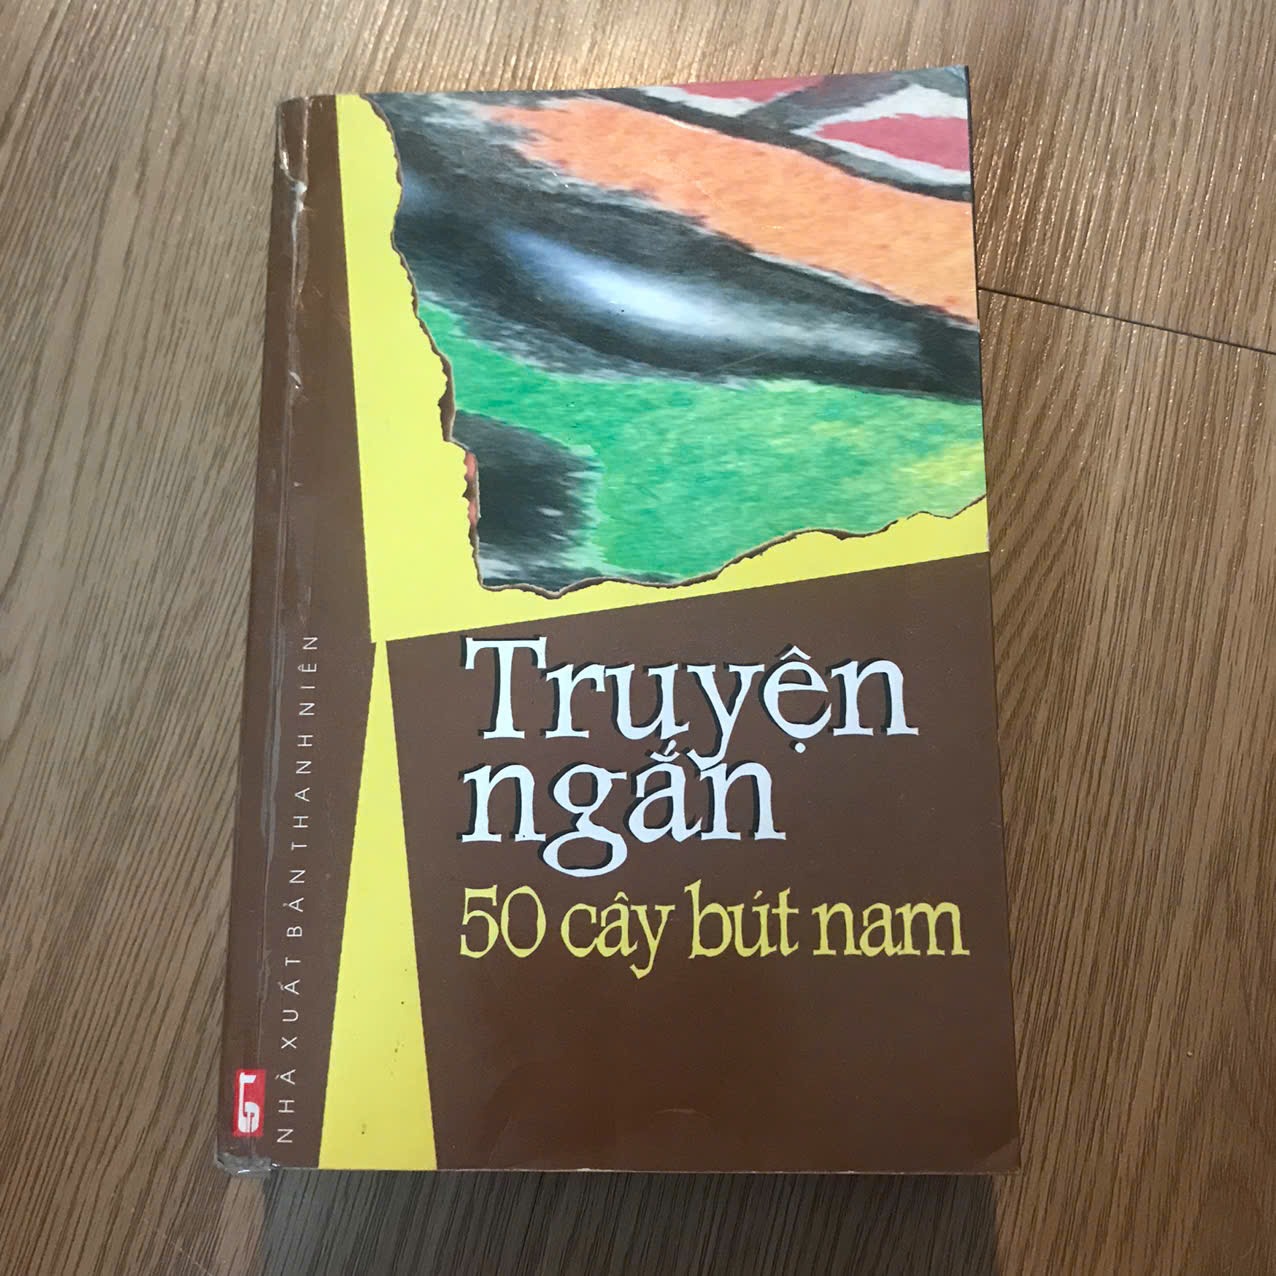 Truyện
ngắn
50 cây bút nam
NHÀ XUẤT BẢN THANH NIÊN